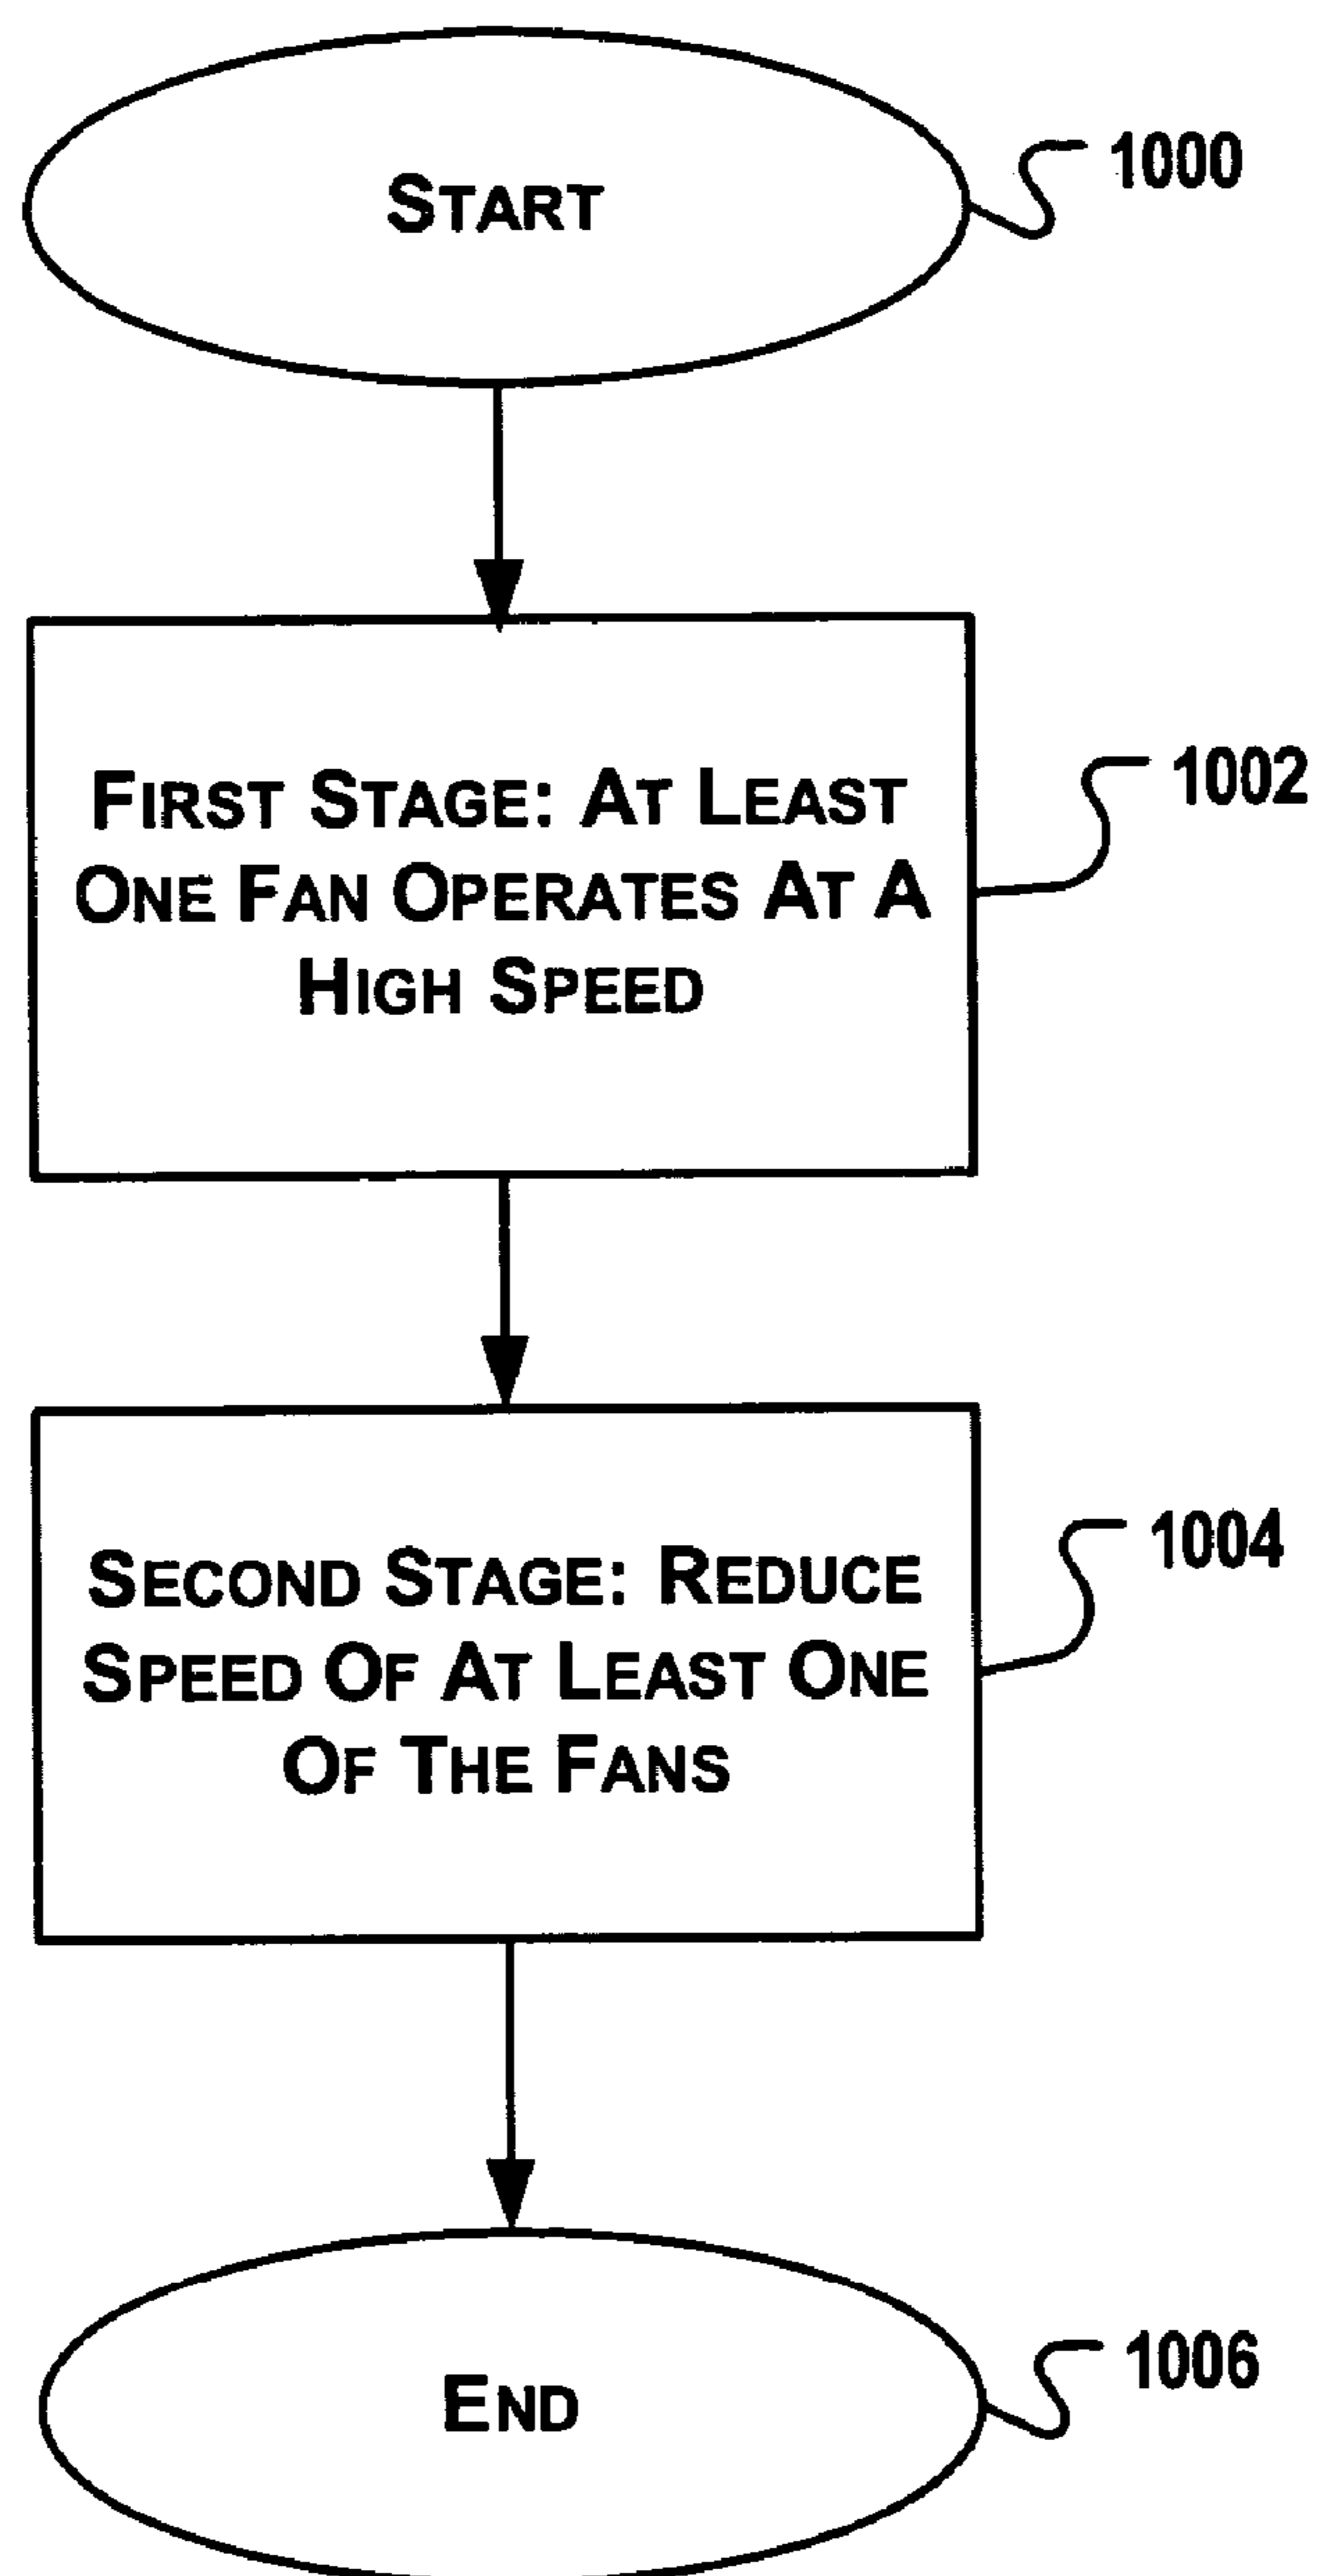 START
1000
FIRST STAGE: AT LEAST
ONE FAN OPERATES AT A
HIGH SPEED
1002
SECOND STAGE: REDUCE
SPEED OF AT LEAST ONE
OF THE FANS
1004
END
1006